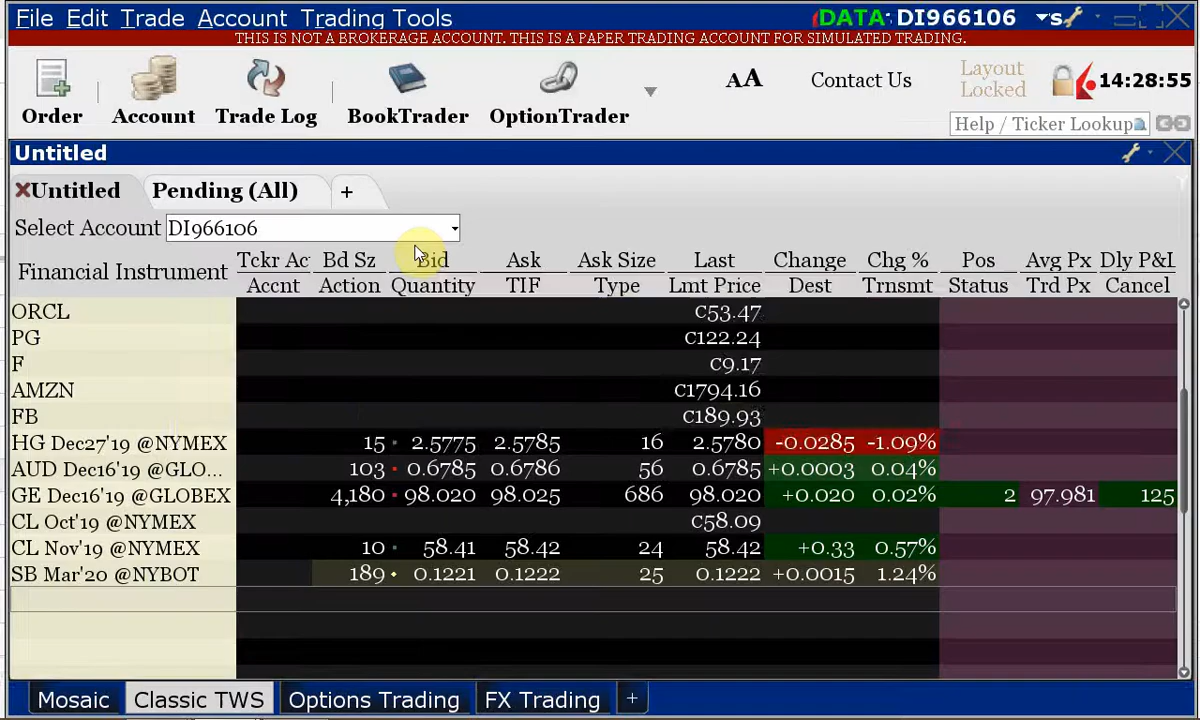 File Edit Trade Account Trading Tools DATA DI966106
THIS IS NOT A BROKERAGE ACCOUNT. THIS IS A PAPER TRADING ACCOUNT FOR SIMULATED TRADING.
Order Account Trade Log BookTrader OptionTrader AA Contact Us Layout Locked 14:28:55
Help / Ticker Lookup
Untitled
Untitled Pending (All) +
Select Account DI966106
Financial Instrument Tckr Ac Bd Sz Bid Ask Ask Size Last Change Chg % Pos Avg Px Dly P&L
Accnt Action Quantity TIF Type Lmt Price Dest Trnsmt Status Trd Px Cancel
ORCL c53.47
PG c122.24
F c9.17
AMZN c1794.16
FB c189.93
HG Dec27'19 @NYMEX 15 2.5775 2.5785 16 2.5780 -0.0285 -1.09%
AUD Dec16'19 @GLO... 103 0.6785 0.6786 56 0.6785 +0.0003 0.04%
GE Dec16'19 @GLOBEX 4,180 98.020 98.025 686 98.020 +0.020 0.02% 2 97.981 125
CL Oct'19 @NYMEX c58.09
CL Nov'19 @NYMEX 10 58.41 58.42 24 58.42 +0.33 0.57%
SB Mar'20 @NYBOT 189 0.1221 0.1222 25 0.1222 +0.0015 1.24%
Mosaic Classic TWS Options Trading FX Trading +